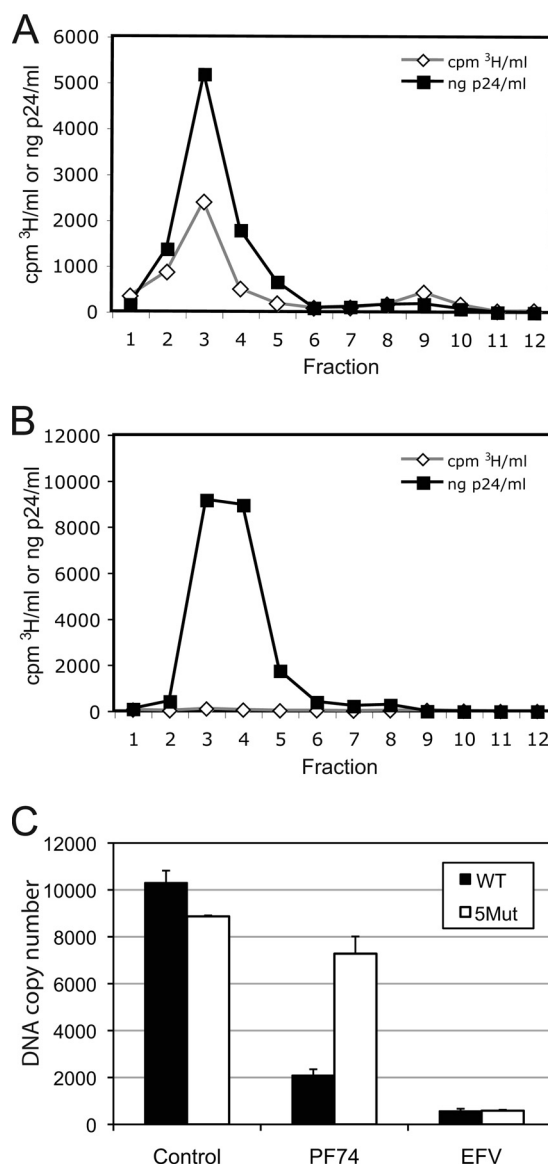 A
6000
5000
4000
3000
2000
1000
0
cpm ³H/ml or ng p24/ml
cpm ³H/ml
ng p24/ml
1 2 3 4 5 6 7 8 9 10 11 12
Fraction
B
12000
10000
8000
6000
4000
2000
0
cpm ³H/ml or ng p24/ml
cpm ³H/ml
ng p24/ml
1 2 3 4 5 6 7 8 9 10 11 12
Fraction
C
12000
10000
8000
6000
4000
2000
0
DNA copy number
WT
5Mut
Control PF74 EFV